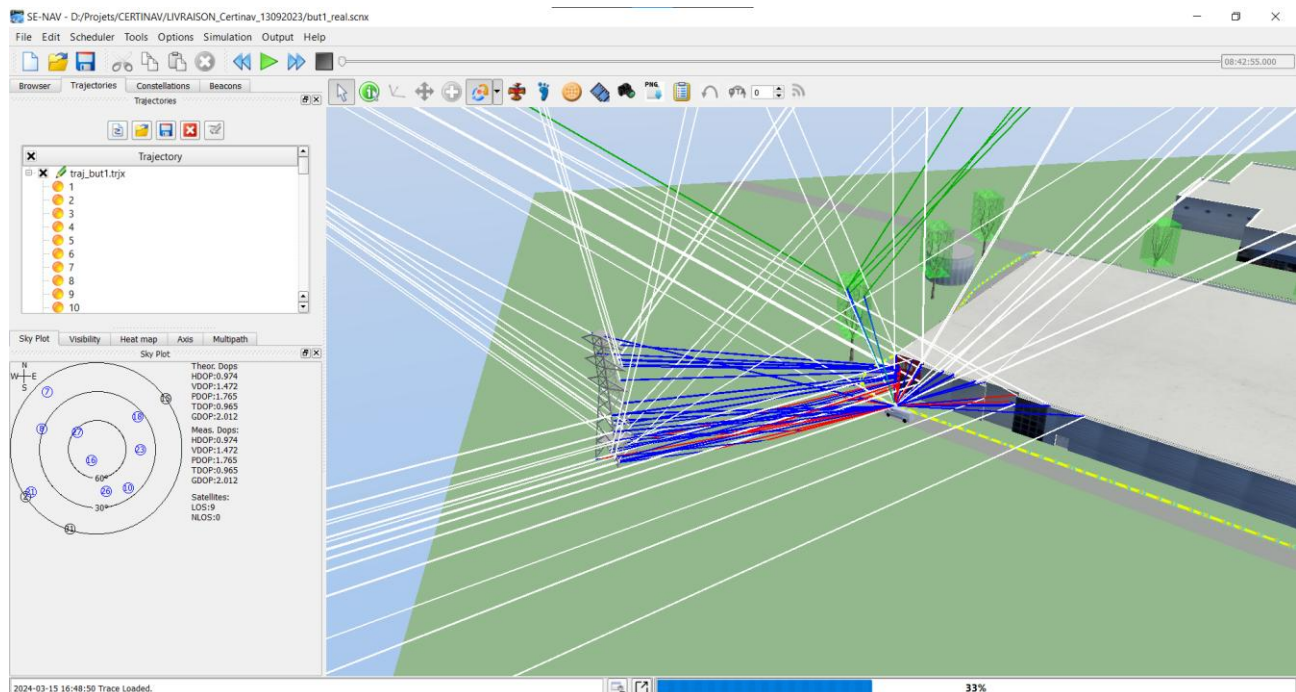 SE-NAV - D:/Projets/CERTINAV/LIVRAISON_Certinav_13092023/but1_real.scnx
File Edit Scheduler Tools Options Simulation Output Help
08:42:55.000
Browser Trajectories Constellations Beacons
Trajectories
PNG
0
Trajectory
traj_but1.trjx
1
2
3
4
5
6
7
8
9
10
Sky Plot Visibility Heat map Axis Multipath
Sky Plot
N
W E
S
7
18
8
27
23
16
60°
26
10
30°
Theor. Dops
HDOP:0.974
VDOP:1.472
PDOP:1.765
TDOP:0.965
GDOP:2.012
Meas. Dops:
HDOP:0.974
VDOP:1.472
PDOP:1.765
TDOP:0.965
GDOP:2.012
Satellites:
LOS:9
NLOS:0
2024-03-15 16:48:50 Trace Loaded.
33%